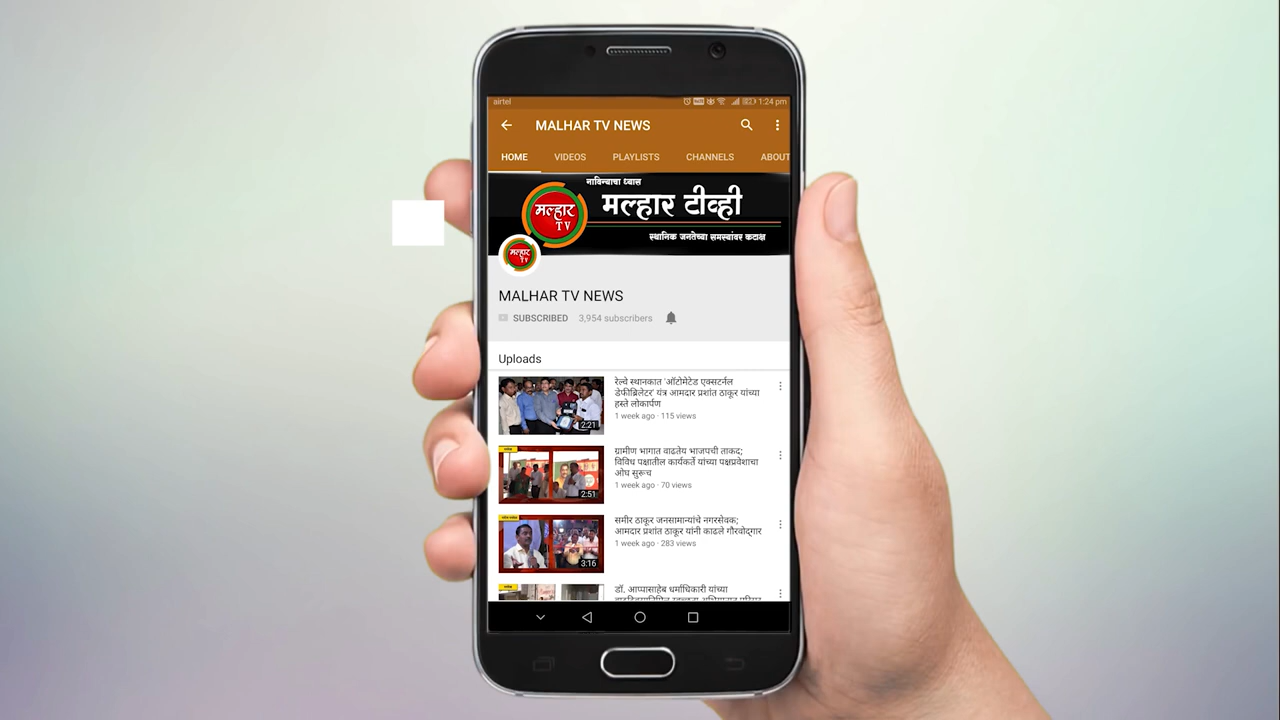 airtel 1:24 pm
MALHAR TV NEWS
HOME VIDEOS PLAYLISTS CHANNELS ABOUT
नाविन्याचा ध्यास
मल्हार टीव्ही
मल्हार
TV
स्थानिक जनतेच्या समस्यांवर कटाक्ष
मल्हार
TV
MALHAR TV NEWS
SUBSCRIBED 3,954 subscribers
Uploads
रेल्वे स्थानकात 'ऑटोमेटेड एक्सटर्नल
डेफीब्रिलेटर' यंत्र आमदार प्रशांत ठाकूर यांच्या
हस्ते लोकार्पण
1 week ago · 115 views
2:21
ग्रामीण भागात वाढतेय भाजपची ताकद;
विविध पक्षातील कार्यकर्ते यांच्या पक्षप्रवेशाचा
ओघ सुरूच
1 week ago · 70 views
2:51
समीर ठाकूर जनसामान्यांचे नगरसेवक;
आमदार प्रशांत ठाकूर यांनी काढले गौरवोद्गार
1 week ago · 283 views
3:16
डॉ. आप्पासाहेब धर्माधिकारी यांच्या